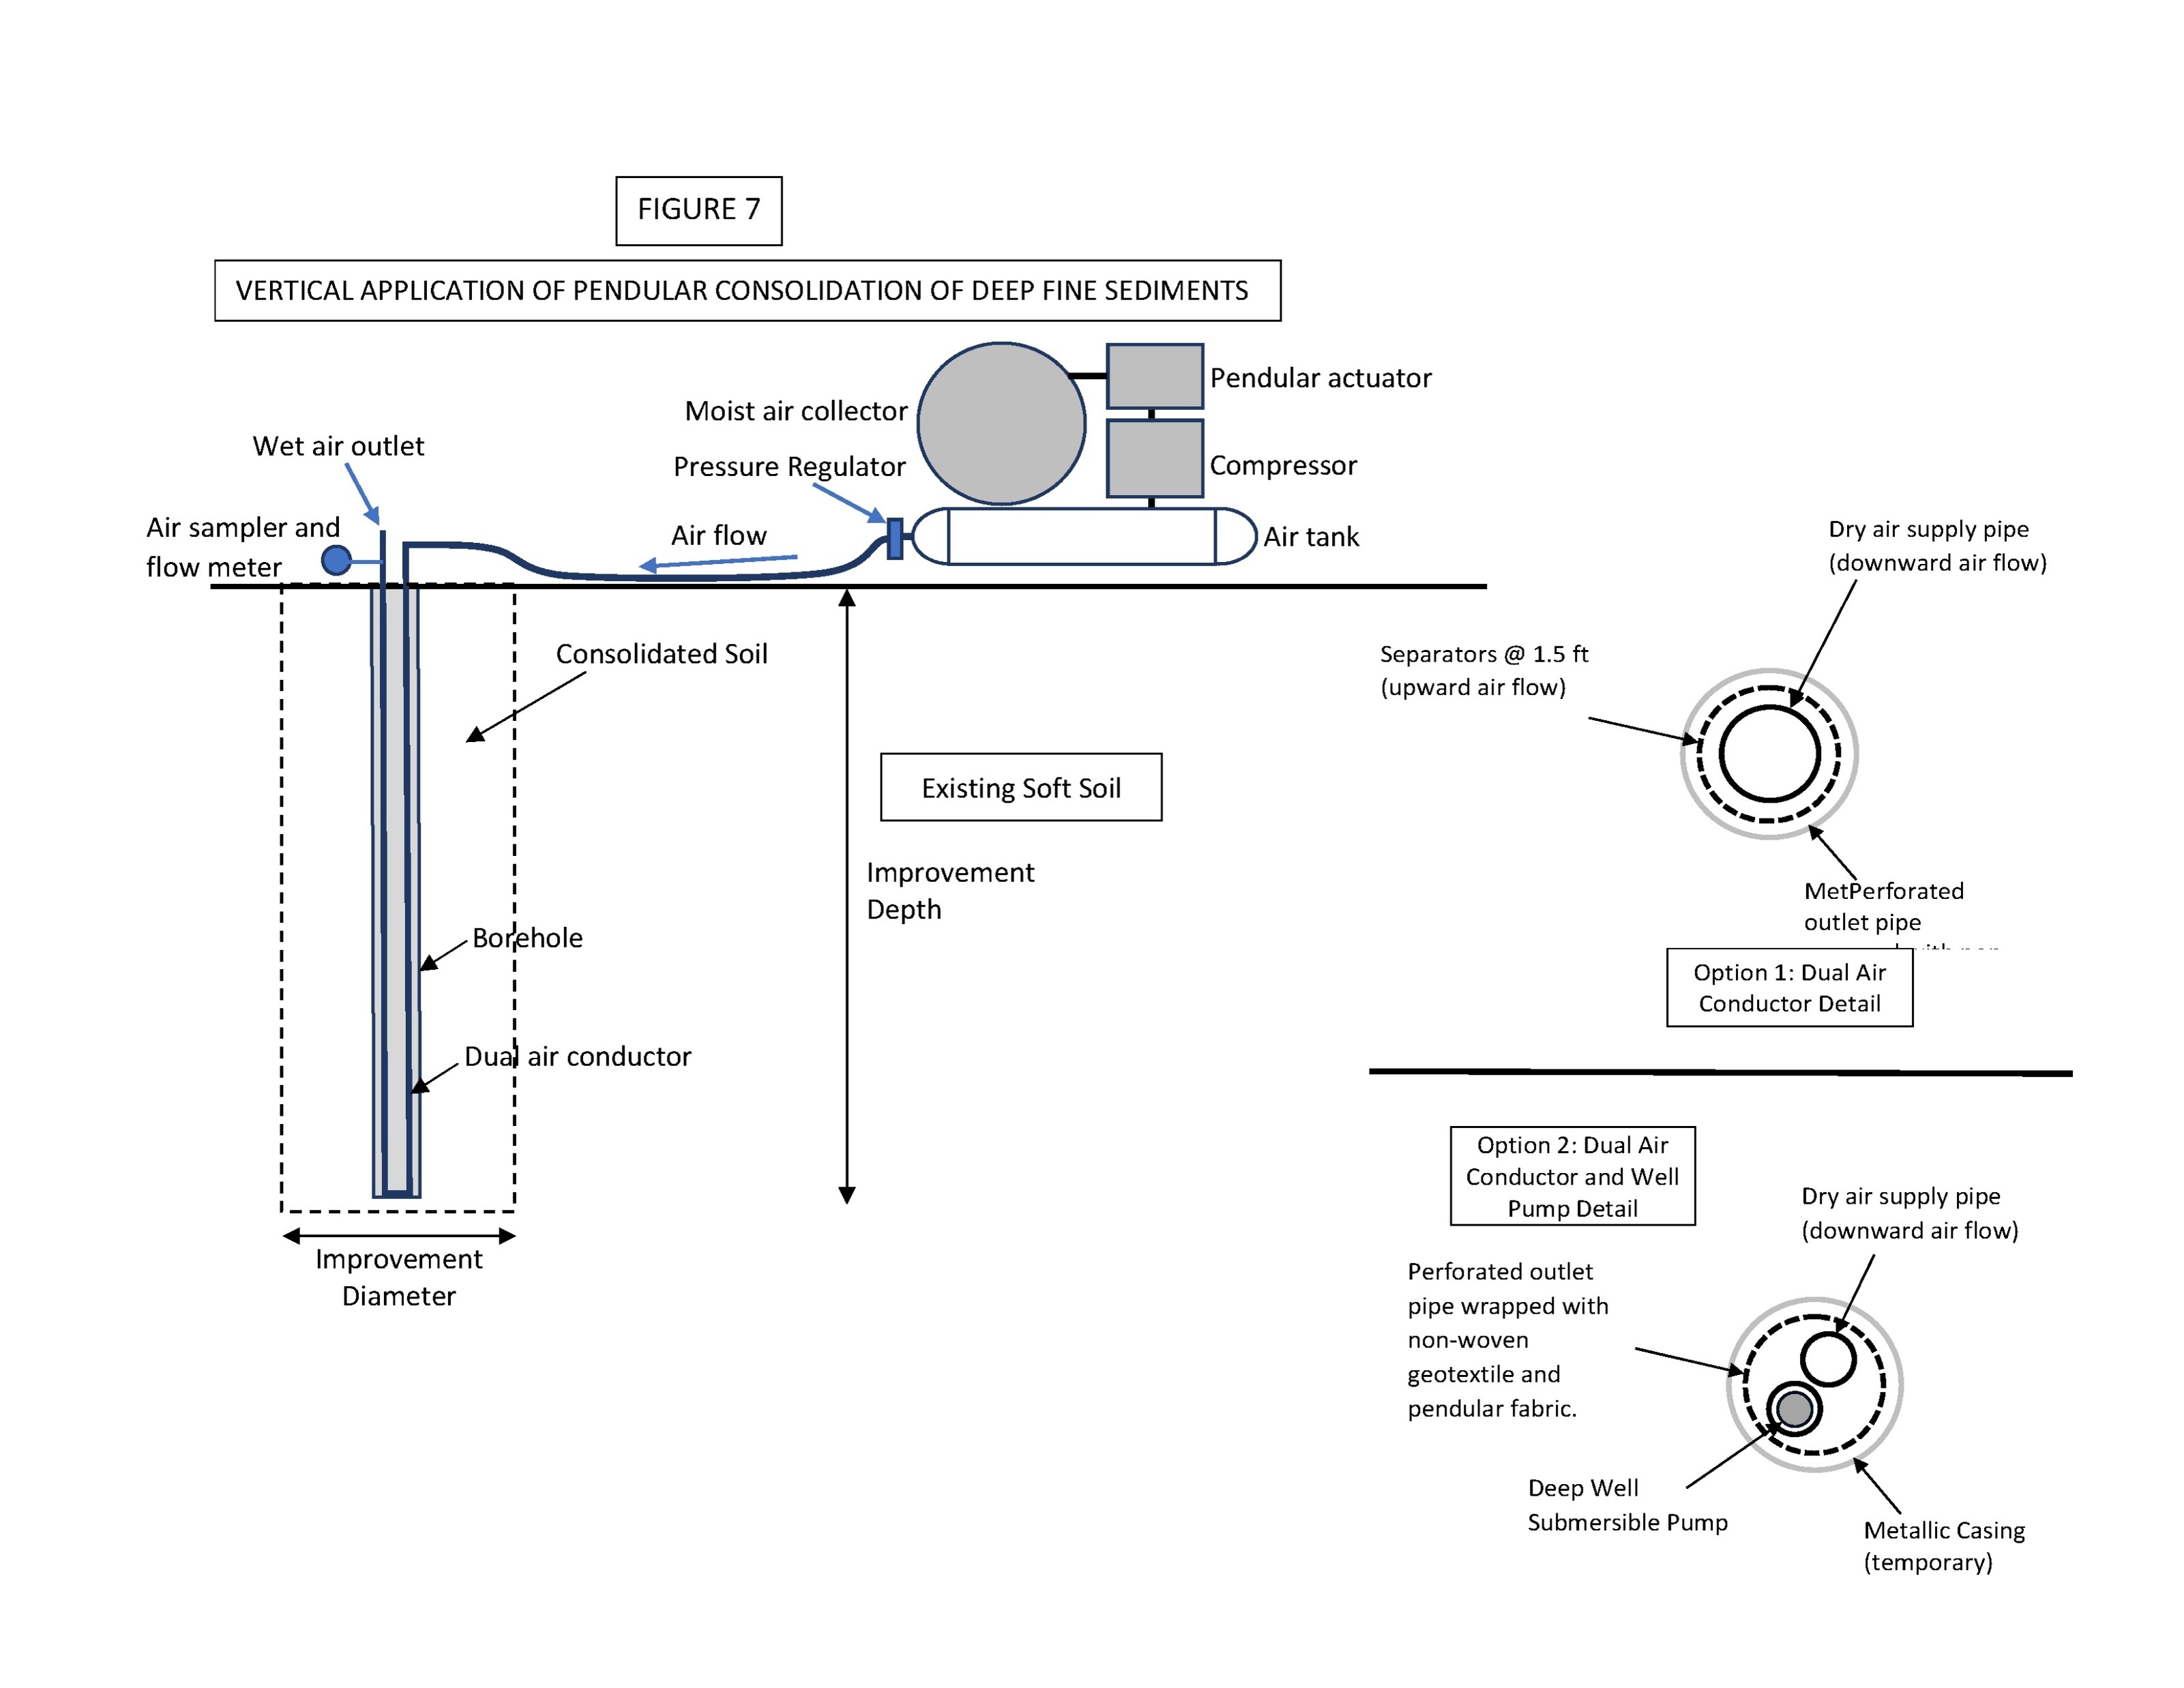 FIGURE 7
VERTICAL APPLICATION OF PENDULAR CONSOLIDATION OF DEEP FINE SEDIMENTS
Pendular actuator
Moist air collector
Wet air outlet
Pressure Regulator
Compressor
Air sampler and
flow meter
Air flow
Air tank
Dry air supply pipe
(downward air flow)
Consolidated Soil
Separators @ 1.5 ft
(upward air flow)
Existing Soft Soil
Improvement
Depth
MetPerforated
outlet pipe
Borehole
Option 1: Dual Air
Conductor Detail
Dual air conductor
Option 2: Dual Air
Conductor and Well
Pump Detail
Dry air supply pipe
(downward air flow)
Improvement
Diameter
Perforated outlet
pipe wrapped with
non-woven
geotextile and
pendular fabric.
Deep Well
Submersible Pump
Metallic Casing
(temporary)